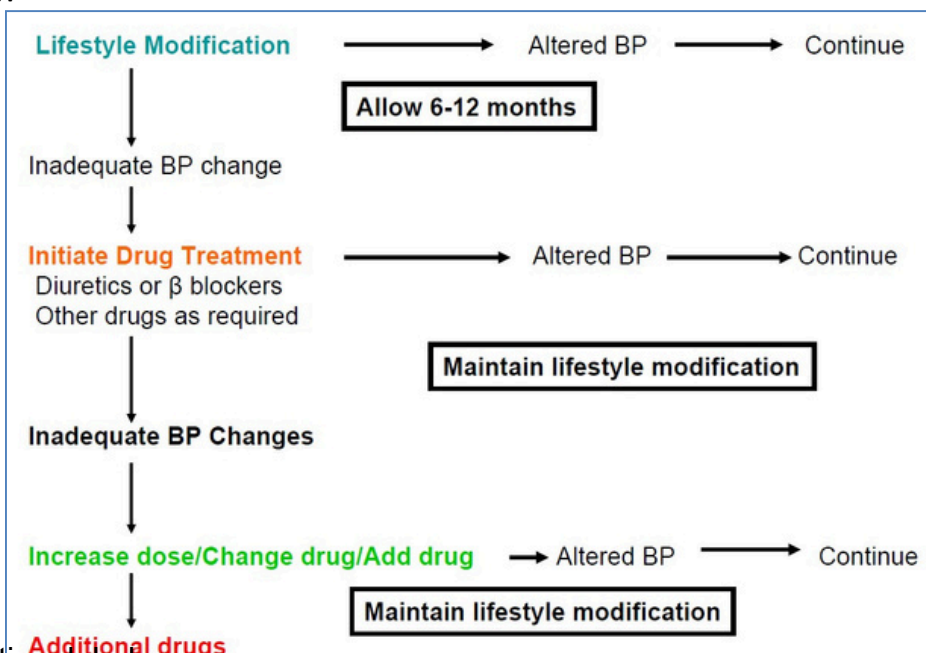 Lifestyle Modification Altered BP Continue
Allow 6-12 months
Inadequate BP change
Initiate Drug Treatment Altered BP Continue
Diuretics or β blockers
Other drugs as required
Maintain lifestyle modification
Inadequate BP Changes
Increase dose/Change drug/Add drug Altered BP Continue
Maintain lifestyle modification
Additional drugs